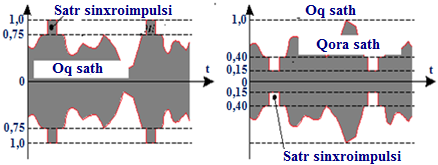 Satr sinxroimpulsi
1,0
0,75
Oq sath
0
t
0,75
1,0
Oq sath
1,0
Qora sath
0,40
0,15
t
0,15
0,40
1,0
Satr sinxroimpulsi